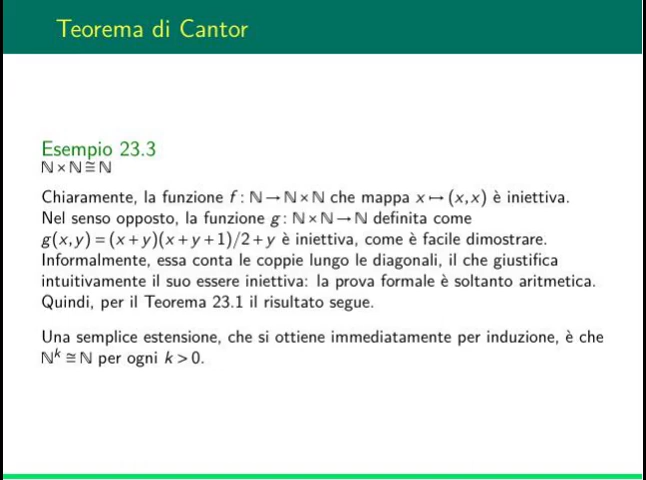 Teorema di Cantor
Esempio 23.3
ℕ×ℕ≅ℕ
Chiaramente, la funzione f: ℕ→ℕ×ℕ che mappa x↦(x,x) è iniettiva.
Nel senso opposto, la funzione g: ℕ×ℕ→ℕ definita come
g(x,y)=(x+y)(x+y+1)/2+y è iniettiva, come è facile dimostrare.
Informalmente, essa conta le coppie lungo le diagonali, il che giustifica
intuitivamente il suo essere iniettiva: la prova formale è soltanto aritmetica.
Quindi, per il Teorema 23.1 il risultato segue.
Una semplice estensione, che si ottiene immediatamente per induzione, è che
ℕᵏ≅ℕ per ogni k>0.